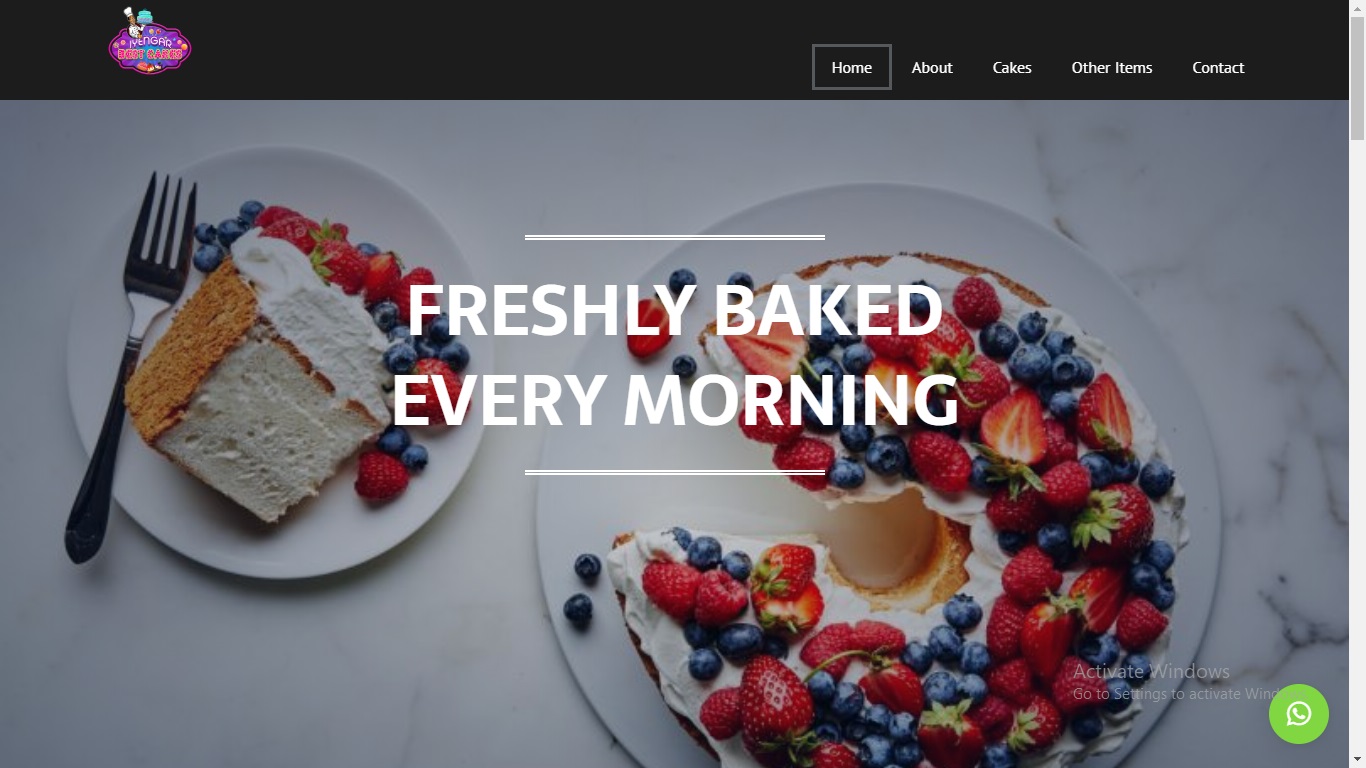 IYENGAR
BEST CAKES
Home
About
Cakes
Other Items
Contact
FRESHLY BAKED
EVERY MORNING
Activate Windows
Go to Settings to activate Wind